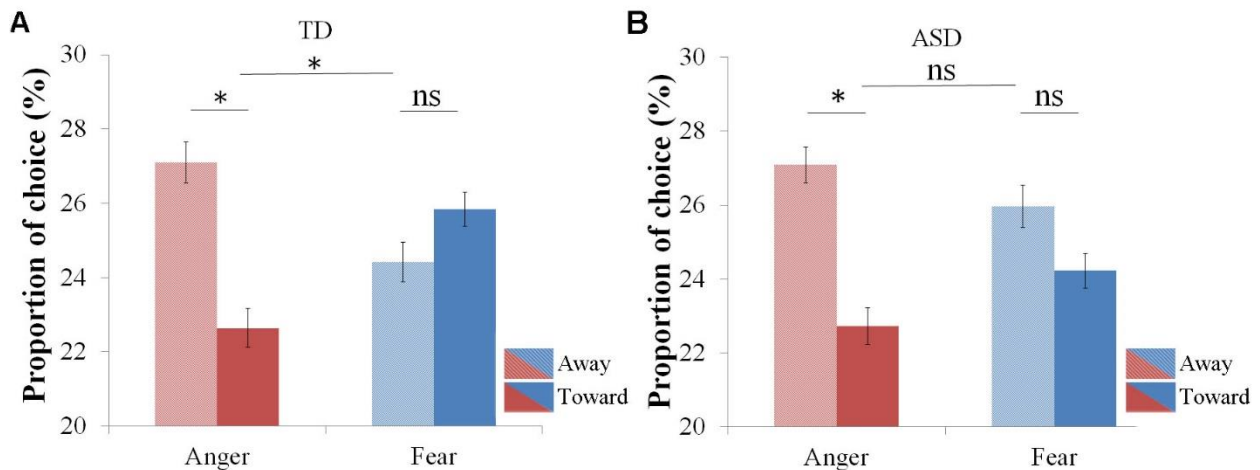 A
TD
Proportion of choice (%)
30
28
26
24
22
20
*
*
ns
Anger
Fear
Away
Toward
B
ASD
Proportion of choice (%)
30
28
26
24
22
20
ns
*
ns
Anger
Fear
Away
Toward